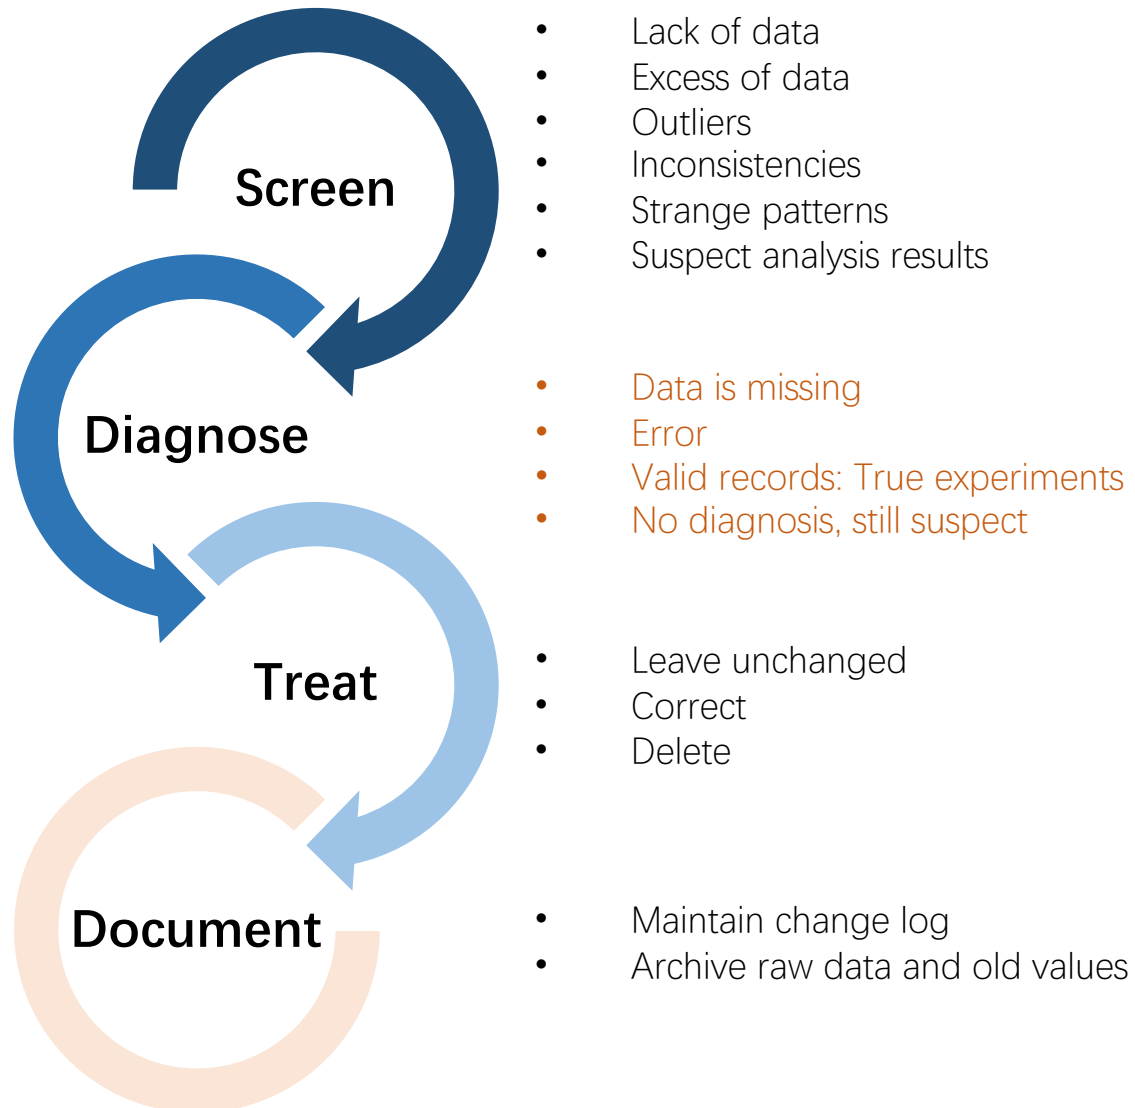 Screen
• Lack of data
• Excess of data
• Outliers
• Inconsistencies
• Strange patterns
• Suspect analysis results
Diagnose
• Data is missing
• Error
• Valid records: True experiments
• No diagnosis, still suspect
Treat
• Leave unchanged
• Correct
• Delete
Document
• Maintain change log
• Archive raw data and old values